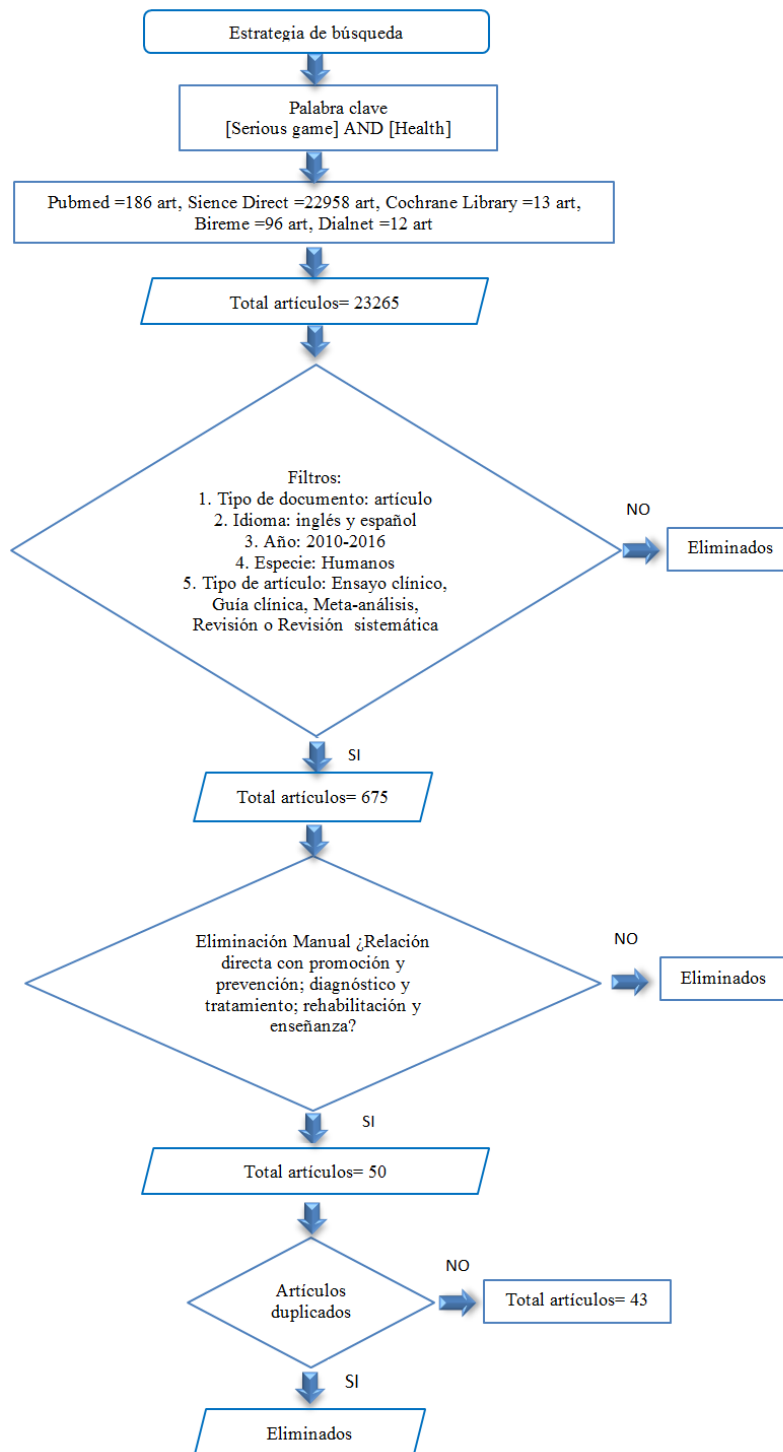 Estrategia de búsqueda
Palabra clave
[Serious game] AND [Health]
Pubmed =186 art, Sience Direct =22958 art, Cochrane Library =13 art,
Bireme =96 art, Dialnet =12 art
Total artículos= 23265
Filtros:
1. Tipo de documento: artículo
2. Idioma: inglés y español
3. Año: 2010-2016
4. Especie: Humanos
5. Tipo de artículo: Ensayo clínico,
Guía clínica, Meta-análisis,
Revisión o Revisión sistemática
NO
Eliminados
SI
Total artículos= 675
Eliminación Manual ¿Relación
directa con promoción y
prevención; diagnóstico y
tratamiento; rehabilitación y
enseñanza?
NO
Eliminados
SI
Total artículos= 50
Artículos
duplicados
NO
Total artículos= 43
SI
Eliminados